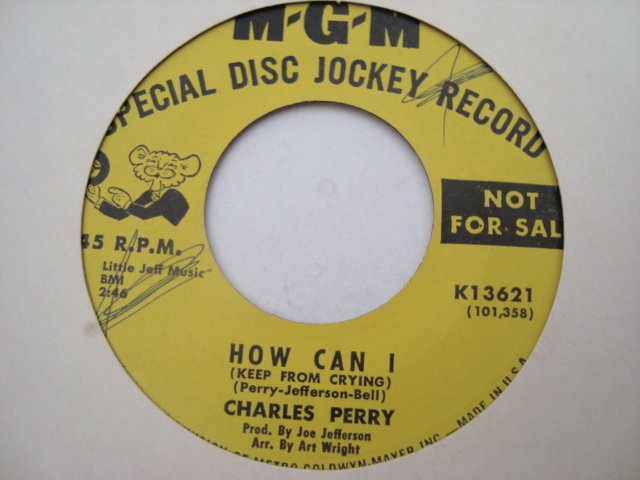 M-G-M
SPECIAL DISC JOCKEY RECORD
NOT
FOR SAL
45 R.P.M.
Little Jeff Music
BMI
2:46
K13621
(101,358)
HOW CAN I
(KEEP FROM CRYING)
(Perry-Jefferson-Bell)
CHARLES PERRY
Prod. By Joe Jefferson
Arr. By Art Wright
OF METRO GOLDWYN-MAYER INC.—MADE IN U.S.A.